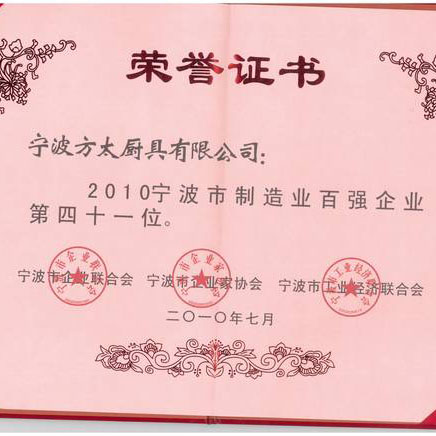 荣誉证书
宁波方太厨具有限公司：
2010宁波市制造业百强企业
第四十一位。
宁波市企业联合会 宁波市企业家协会 宁波市工业经济联合会
二〇一〇年七月